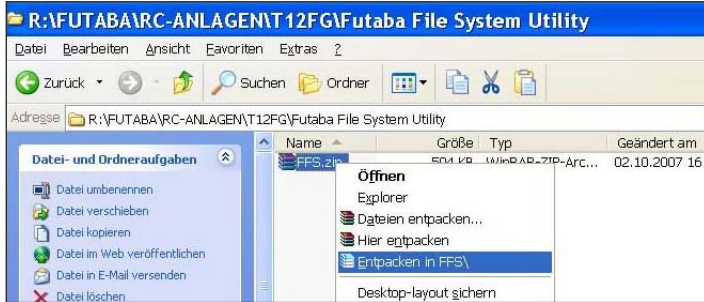 R:\FUTABA\RC-ANLAGEN\T12FG\Futaba File System Utility
Datei Bearbeiten Ansicht Favoriten Extras ?
Zurück Suchen Ordner
Adresse R:\FUTABA\RC-ANLAGEN\T12FG\Futaba File System Utility
Datei- und Ordneraufgaben
Datei umbenennen
Datei verschieben
Datei kopieren
Datei im Web veröffentlichen
Datei in E-Mail versenden
Datei löschen
Name Größe Typ Geändert am
FFS.zip 504 KB WinRAR-ZIP-Arc... 02.10.2007 16
Öffnen
Explorer
Dateien entpacken...
Hier entpacken
Entpacken in FFS\
Desktop-layout sichern